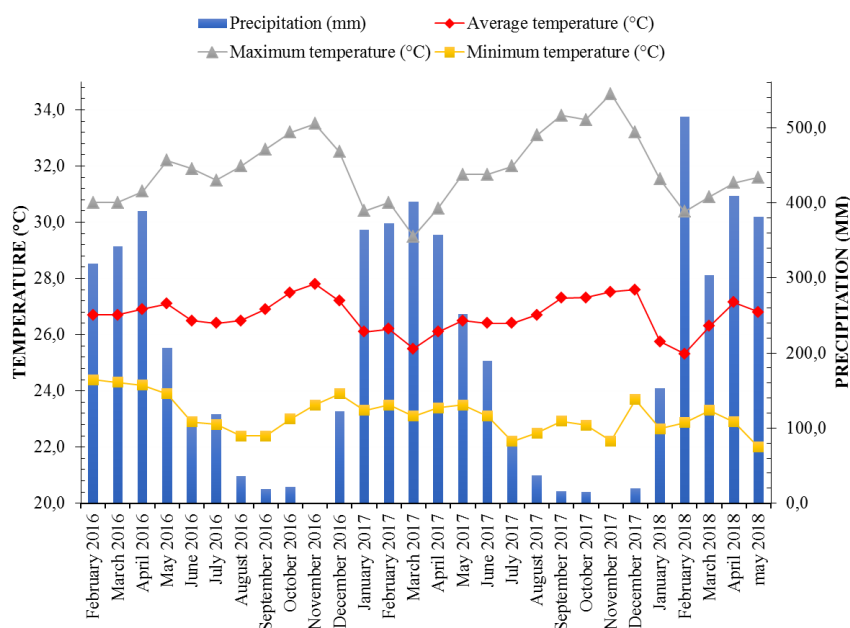 Precipitation (mm)
Average temperature (°C)
Maximum temperature (°C)
Minimum temperature (°C)
TEMPERATURE (°C)
34,0
32,0
30,0
28,0
26,0
24,0
22,0
20,0
PRECIPITATION (MM)
500,0
400,0
300,0
200,0
100,0
0,0
February 2016
March 2016
April 2016
May 2016
June 2016
July 2016
August 2016
September 2016
October 2016
November 2016
December 2016
January 2017
February 2017
March 2017
April 2017
May 2017
June 2017
July 2017
August 2017
September 2017
October 2017
November 2017
December 2017
January 2018
February 2018
March 2018
April 2018
may 2018